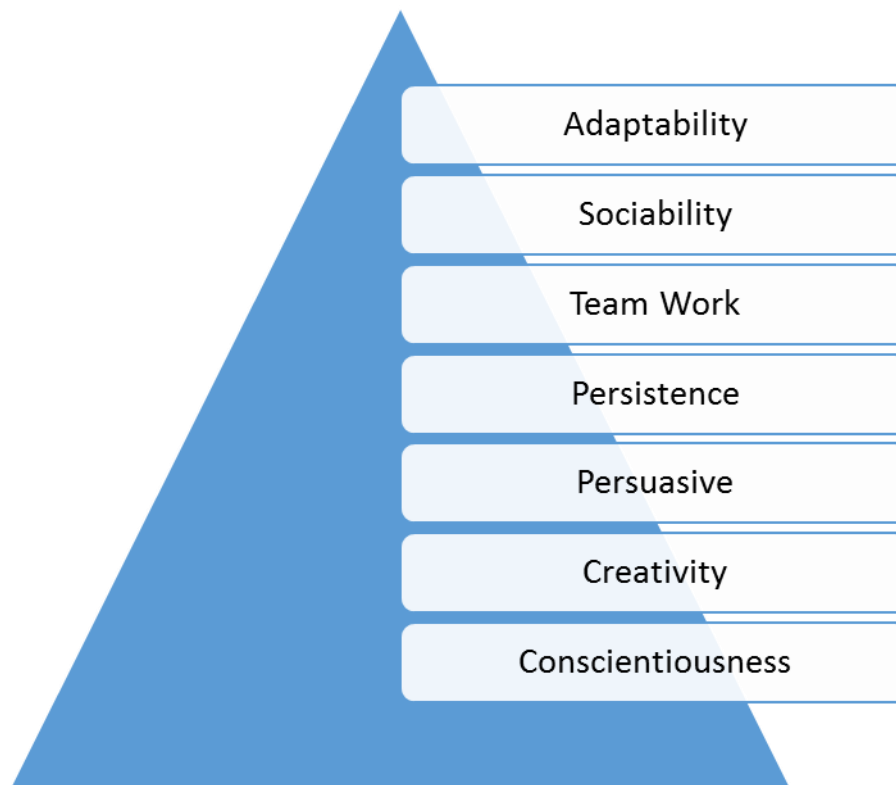 Adaptability
Sociability
Team Work
Persistence
Persuasive
Creativity
Conscientiousness